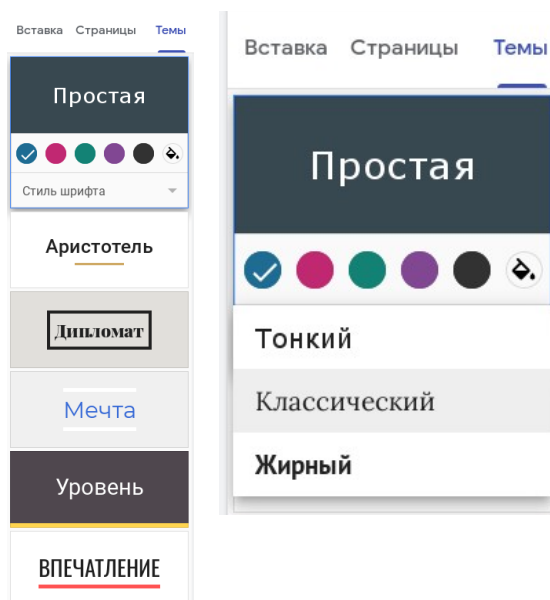 Вставка Страницы Темы
Простая
Стиль шрифта
Аристотель
Дипломат
Мечта
Уровень
ВПЕЧАТЛЕНИЕ
Вставка Страницы Темы
Простая
Тонкий
Классический
Жирный